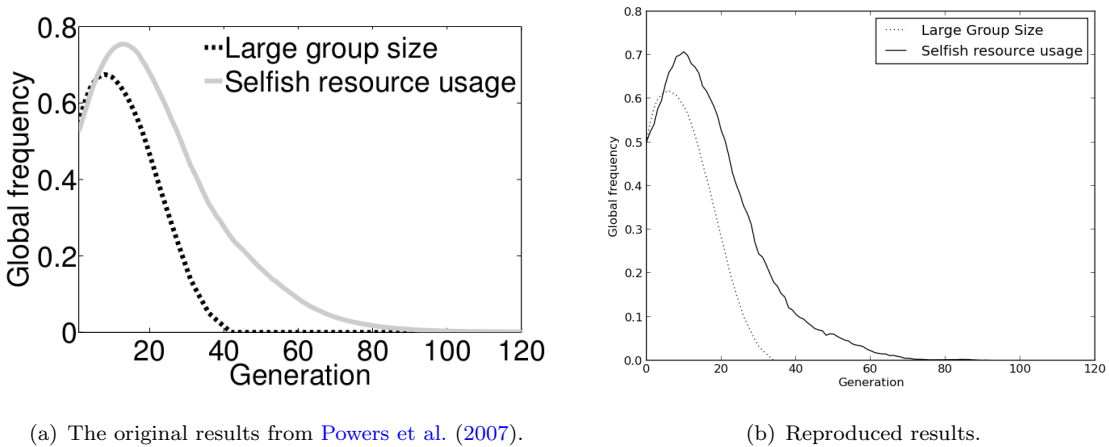 0.8
0.6
0.4
0.2
0
Global frequency
Large group size
Selfish resource usage
20 40 60 80 100 120
Generation
(a) The original results from Powers et al. (2007).
0.8
0.7
0.6
0.5
0.4
0.3
0.2
0.1
0.0
Global frequency
Large Group Size
Selfish resource usage
0 20 40 60 80 100 120
Generation
(b) Reproduced results.